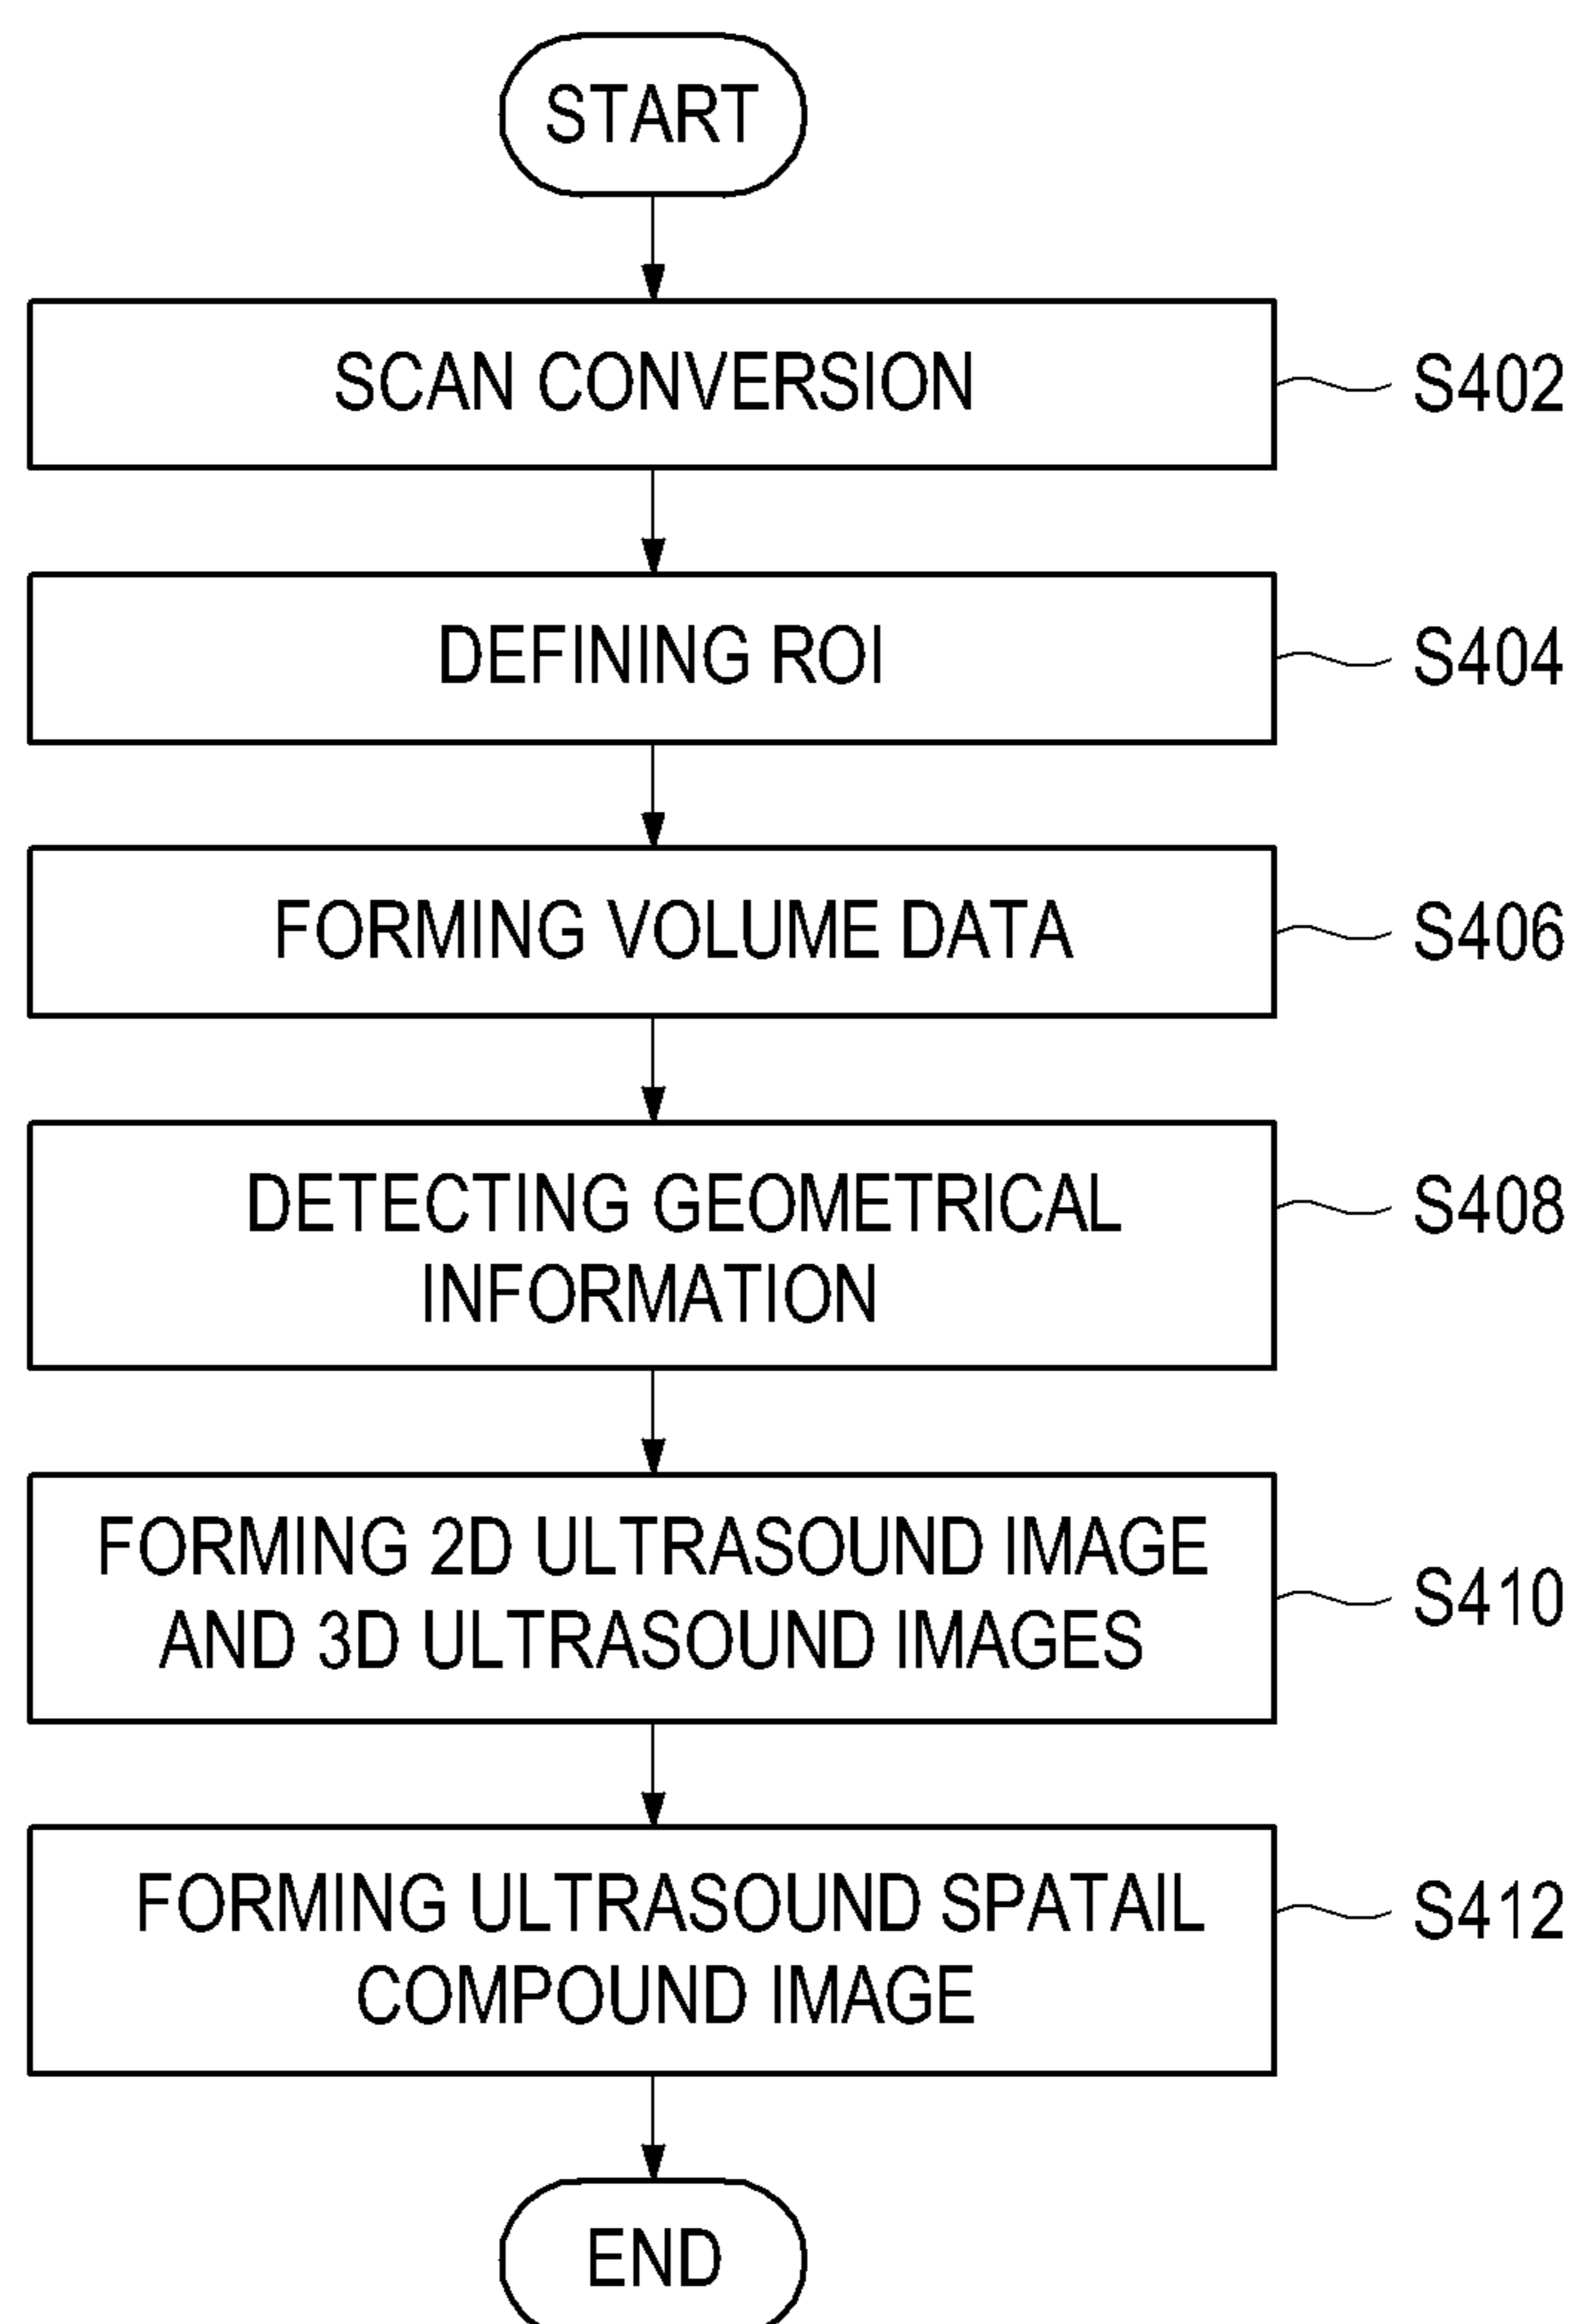 START
SCAN CONVERSION
S402
DEFINING ROI
S404
FORMING VOLUME DATA
S406
DETECTING GEOMETRICAL
INFORMATION
S408
FORMING 2D ULTRASOUND IMAGE
AND 3D ULTRASOUND IMAGES
S410
FORMING ULTRASOUND SPATAIL
COMPOUND IMAGE
S412
END